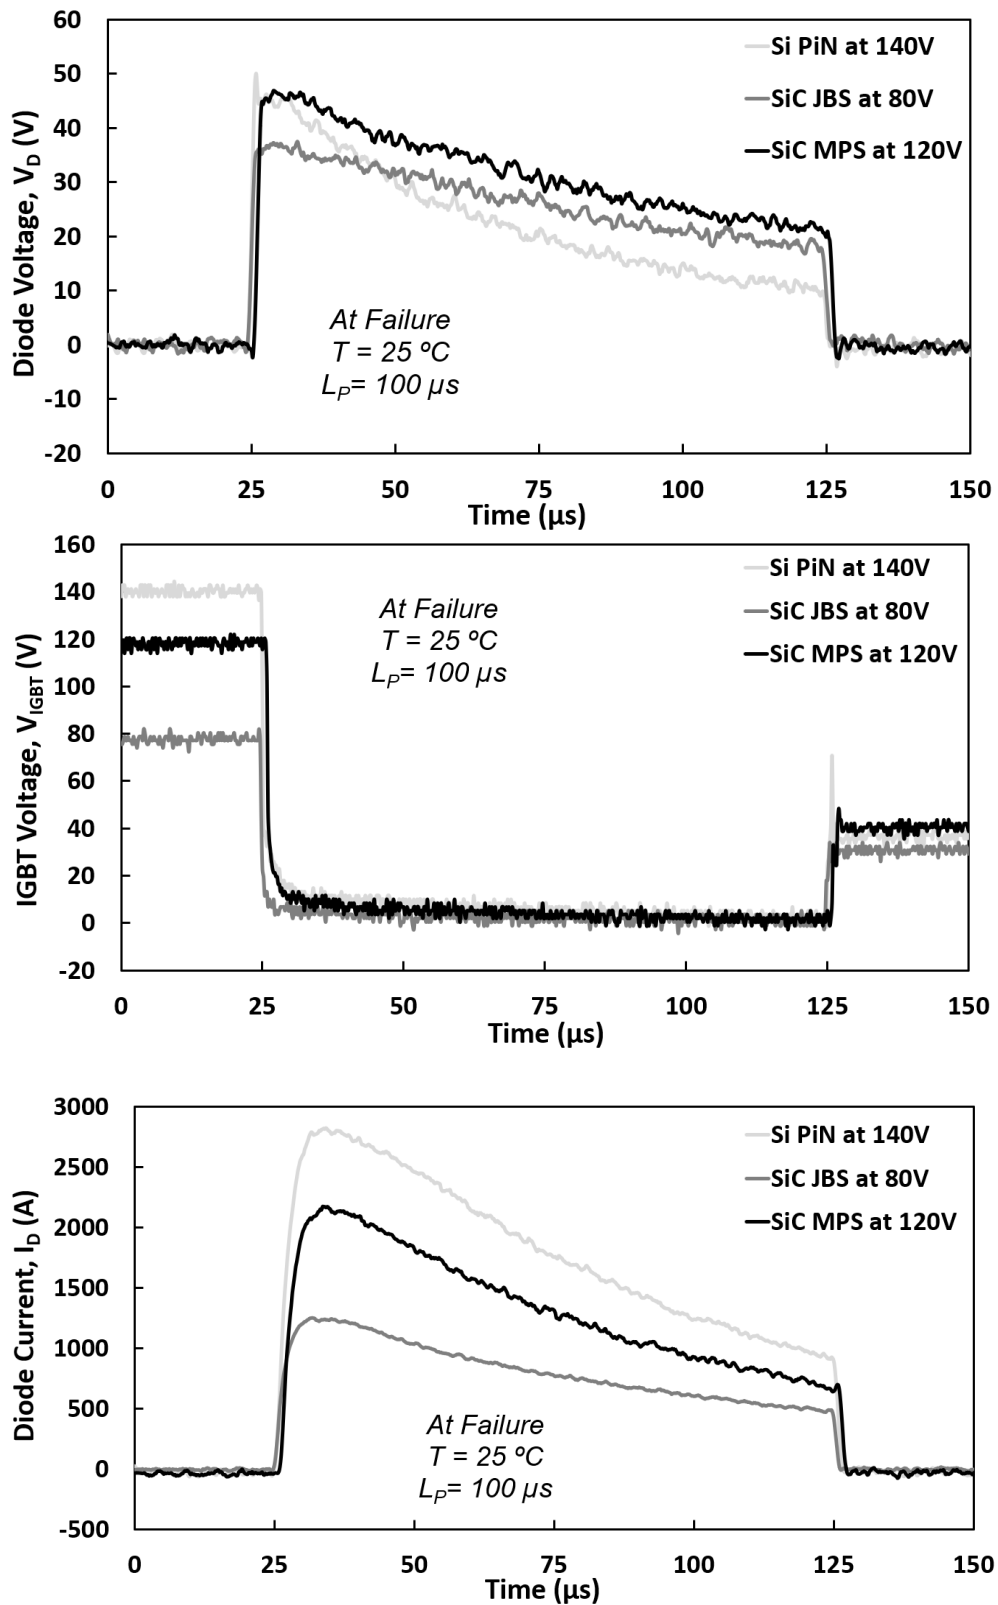 60
50
40
30
20
10
0
-10
-20
Diode Voltage, VD (V)
Si PiN at 140V
SiC JBS at 80V
SiC MPS at 120V
At Failure
T = 25 ºC
LP= 100 µs
0 25 50 75 100 125 150
Time (µs)
160
140
120
100
80
60
40
20
0
-20
IGBT Voltage, VIGBT (V)
Si PiN at 140V
SiC JBS at 80V
SiC MPS at 120V
At Failure
T = 25 ºC
LP= 100 µs
0 25 50 75 100 125 150
Time (µs)
3000
2500
2000
1500
1000
500
0
-500
Diode Current, ID (A)
Si PiN at 140V
SiC JBS at 80V
SiC MPS at 120V
At Failure
T = 25 ºC
LP= 100 µs
0 25 50 75 100 125 150
Time (µs)